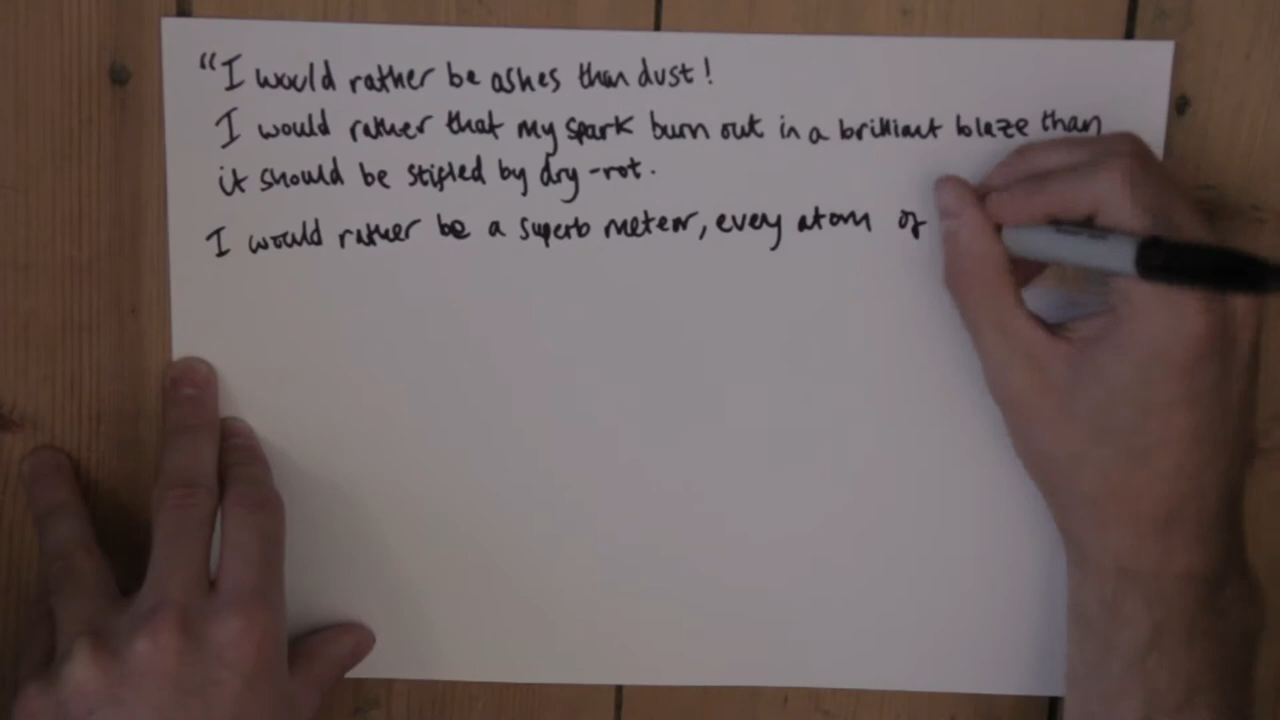 “I would rather be ashes than dust!
I would rather that my spark burn out in a brilliant blaze than
it should be stifled by dry-rot.
I would rather be a superb meteor, every atom of